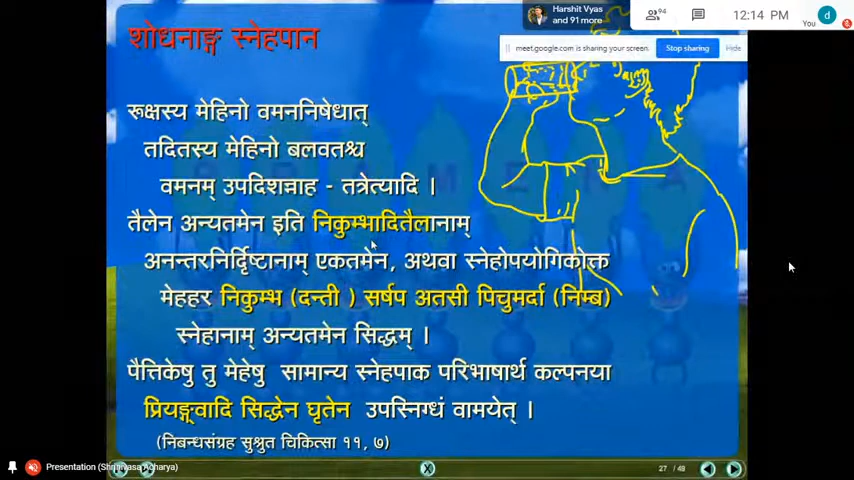 शोधनाङ्ग स्नेहपान
Harshit Vyas
and 91 more
94
12:14 PM
d
You
meet.google.com is sharing your screen.
Stop sharing
Hide
रूक्षस्य मेहिनो वमननिषेधात्
तदितस्य मेहिनो बलवतश्च
वमनम् उपदिशन्नाह - तत्रेत्यादि ।
तैलेन अन्यतमेन इति निकुम्भादितैलानाम्
अनन्तरनिर्द्दिष्टानाम् एकतमेन, अथवा स्नेहोपयोगिकोक्त
मेहहर निकुम्भ (दन्ती ) सर्षप अतसी पिचुमर्दा (निम्ब)
स्नेहानाम् अन्यतमेन सिद्धम् ।
पैत्तिकेषु तु मेहेषु सामान्य स्नेहपाक परिभाषार्थ कल्पनया
प्रियङ्ग्वादि सिद्धेन घृतेन उपस्निग्धं वामयेत् ।
(निबन्धसंग्रह सुश्रुत चिकित्सा ११, ७)
Presentation (Shrinivasa Acharya)
27 / 48